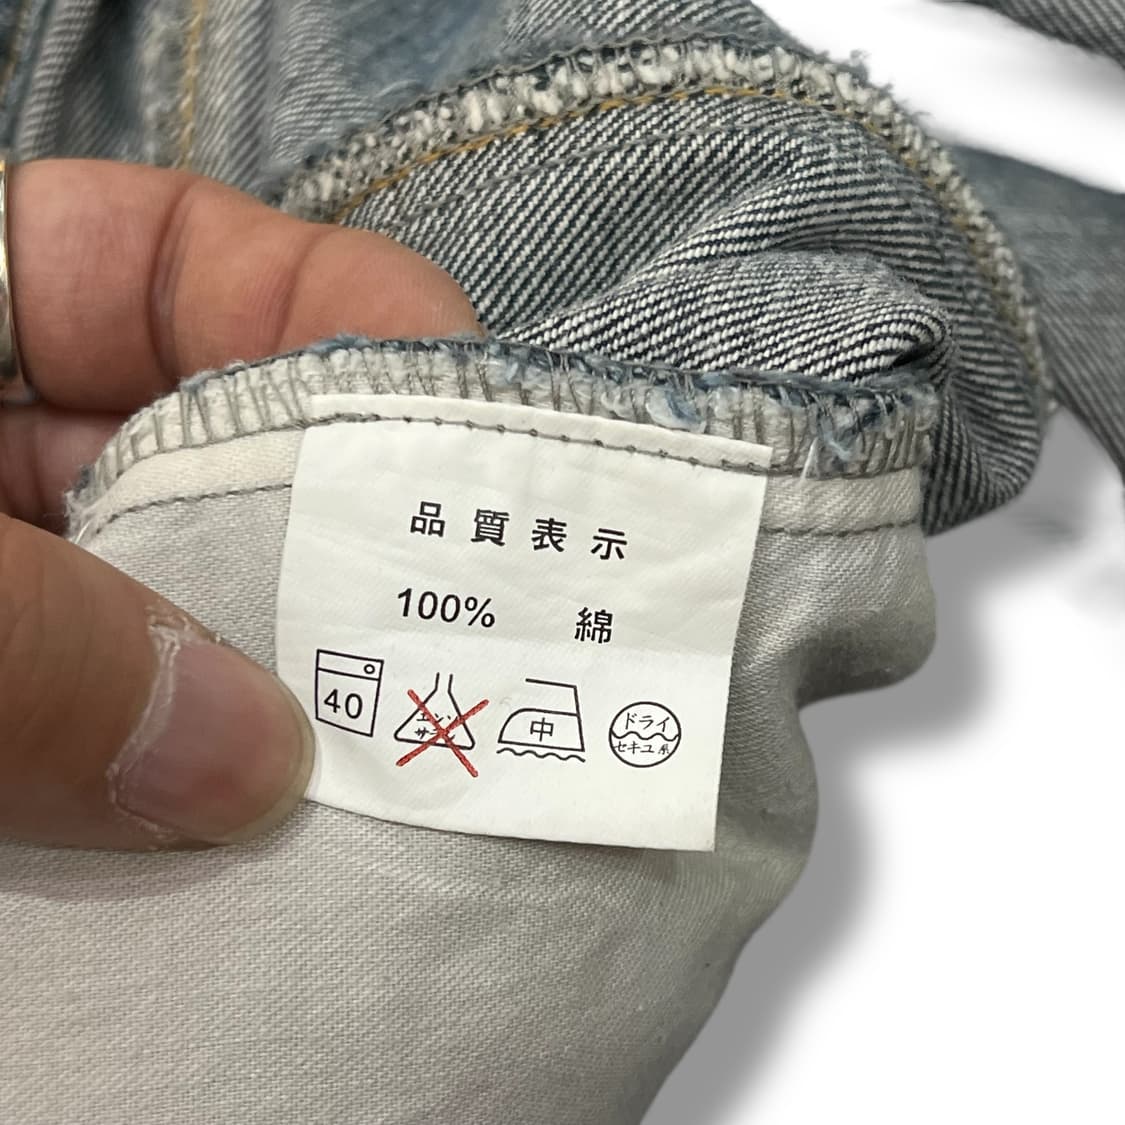 品質表示
100% 綿
40
エンソ
サラシ
中
ドライ
セキユ系